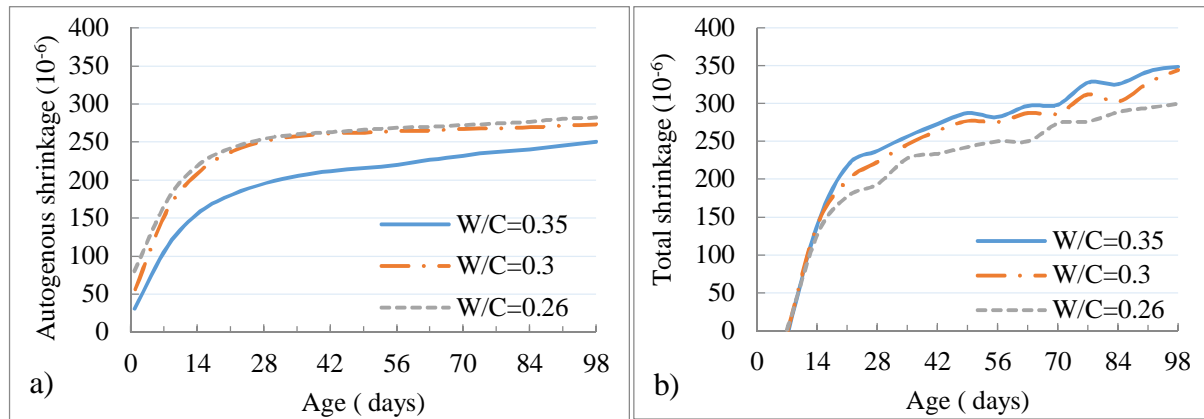 Autogenous shrinkage (10-6)
400
350
300
250
200
150
100
50
0
W/C=0.35
W/C=0.3
W/C=0.26
0 14 28 42 56 70 84 98
a)
Age ( days)
Total shrinkage (10-6)
400
350
300
250
200
150
100
50
0
W/C=0.35
W/C=0.3
W/C=0.26
0 14 28 42 56 70 84 98
b)
Age ( days)